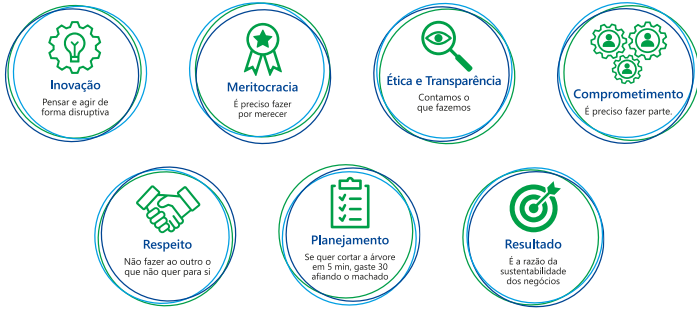 Inovação
Pensar e agir de
forma disruptiva
Meritocracia
É preciso fazer
por merecer
Ética e Transparência
Contamos o
que fazemos
Comprometimento
É preciso fazer parte.
Respeito
Não fazer ao outro o
que não quer para si
Planejamento
Se quer cortar a árvore
em 5 min, gaste 30
afiando o machado
Resultado
É a razão da
sustentabilidade
dos negócios